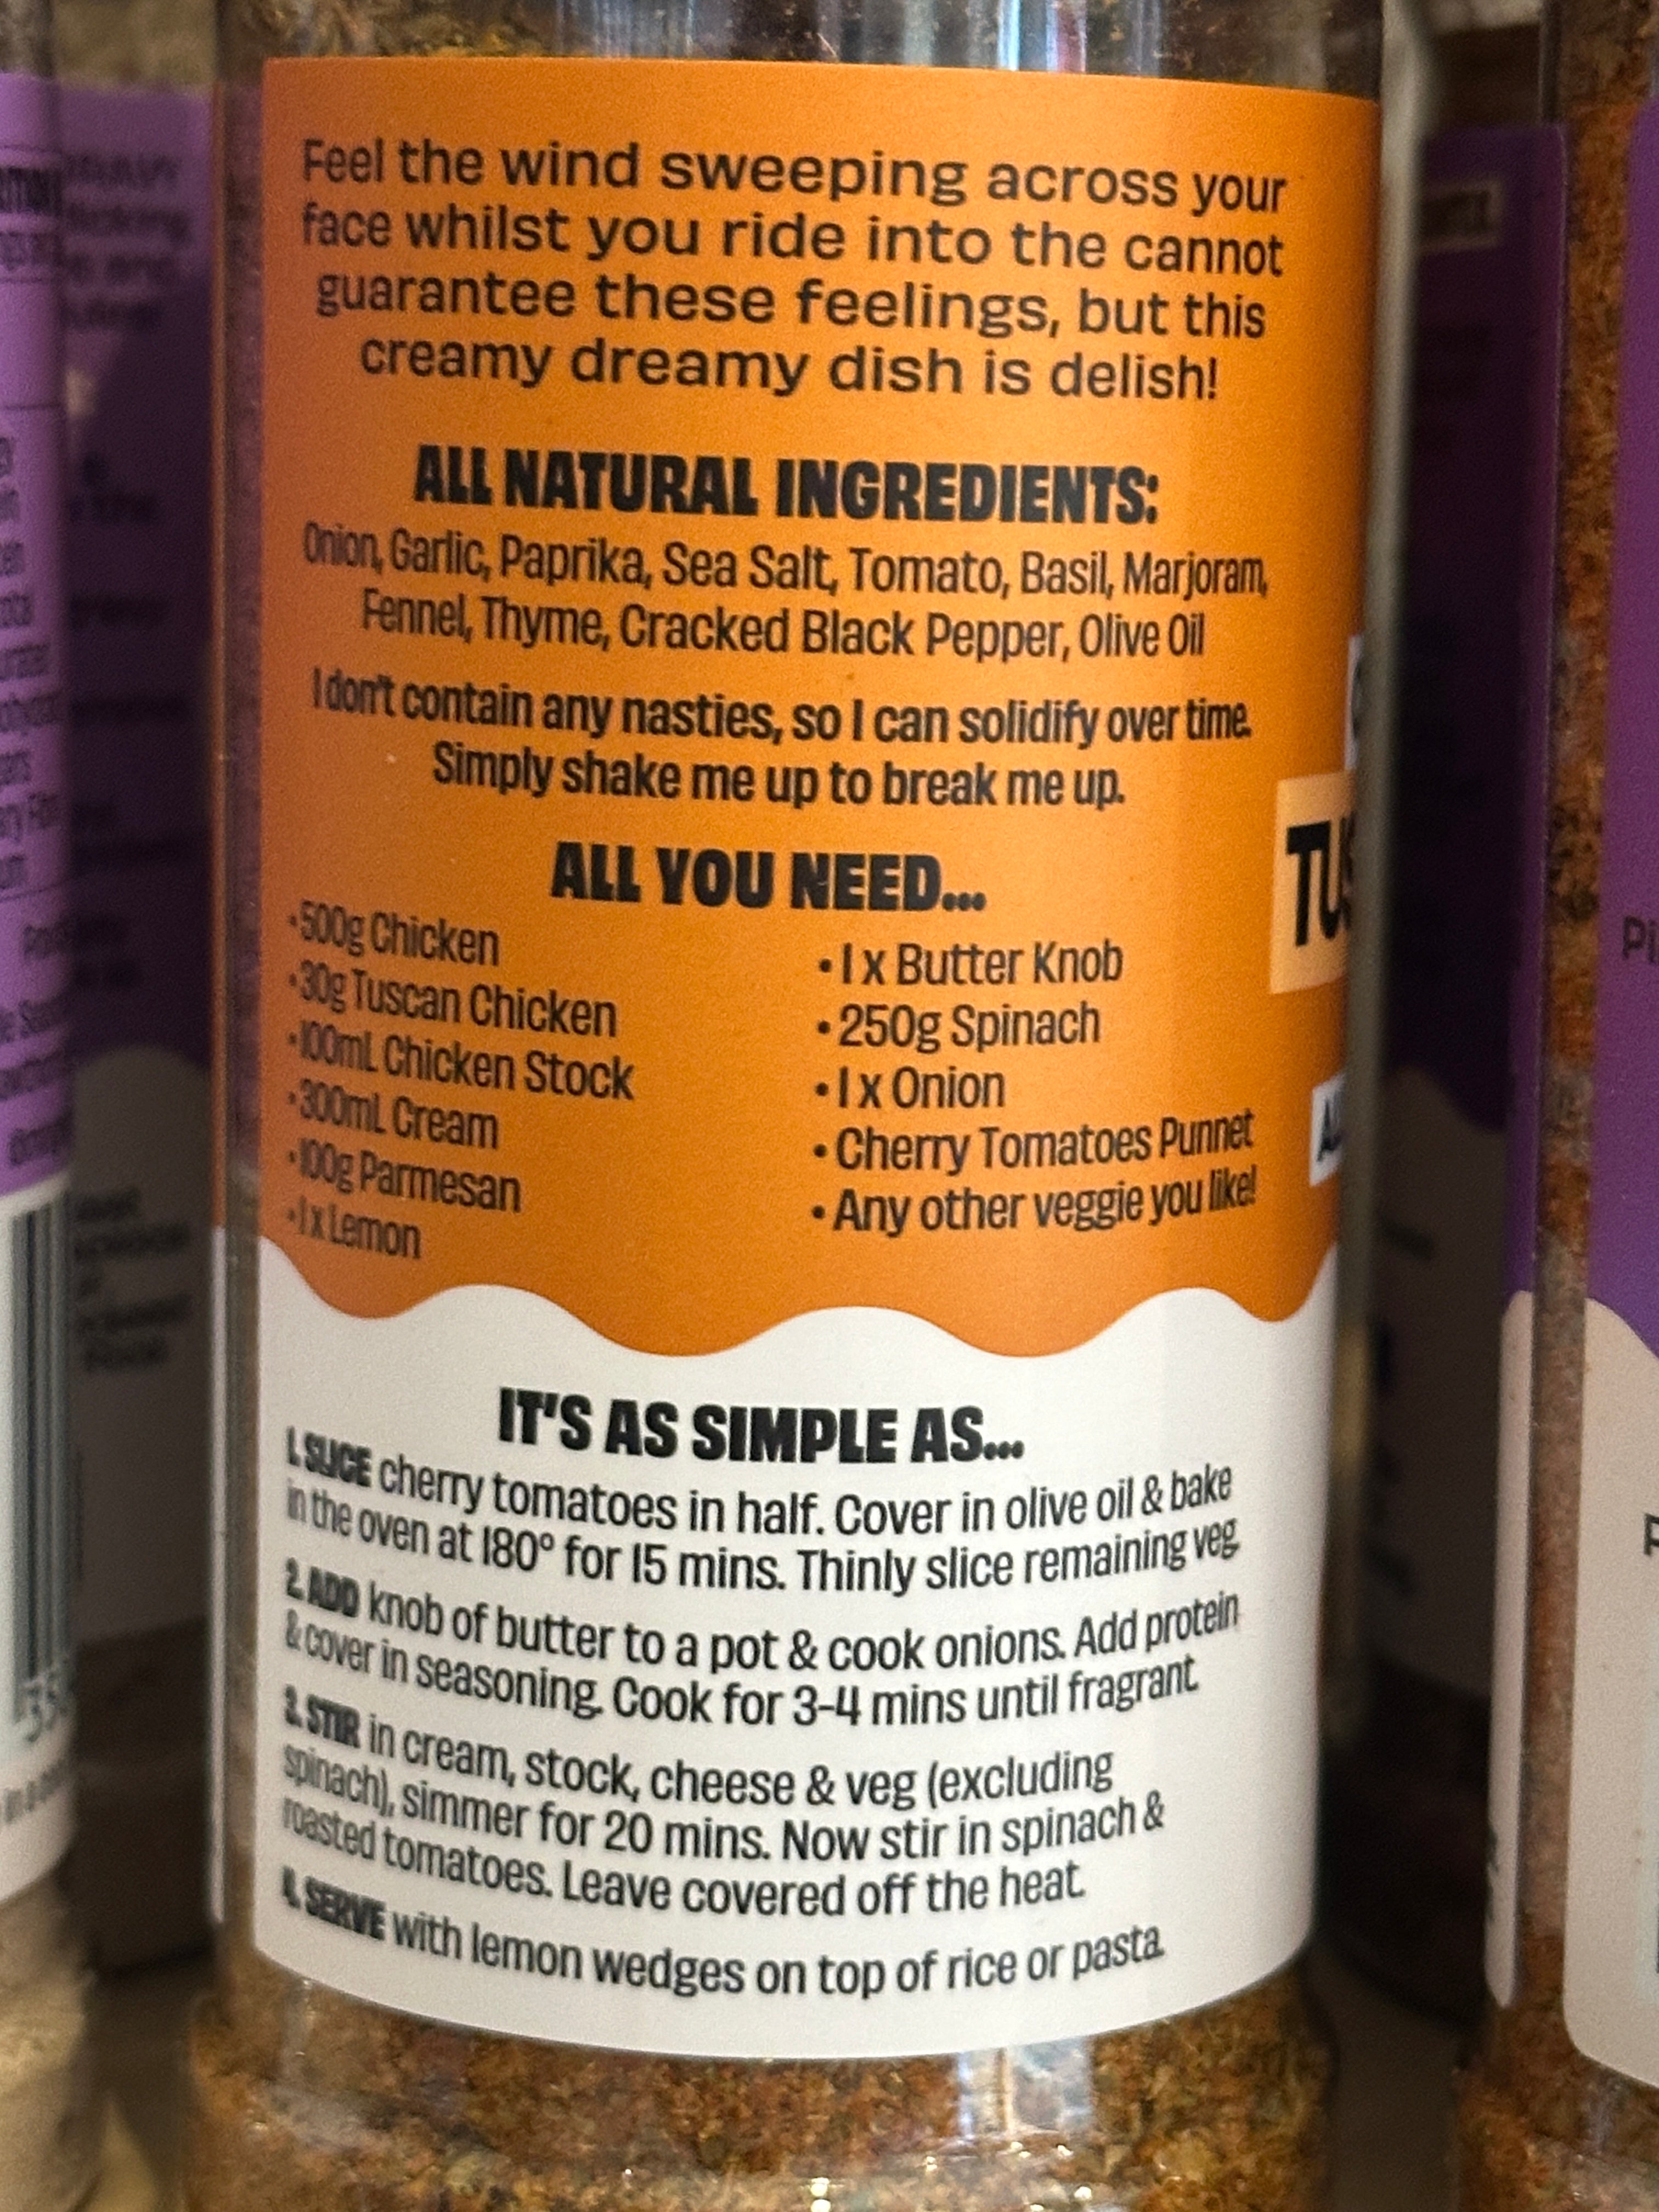 Feel the wind sweeping across your
face whilst you ride into the cannot
guarantee these feelings, but this
creamy dreamy dish is delish!
ALL NATURAL INGREDIENTS:
Onion, Garlic, Paprika, Sea Salt, Tomato, Basil, Marjoram,
Fennel, Thyme, Cracked Black Pepper, Olive Oil
I don't contain any nasties, so I can solidify over time.
Simply shake me up to break me up.
ALL YOU NEED...
•500g Chicken
•30g Tuscan Chicken
•100mL Chicken Stock
•300mL Cream
•100g Parmesan
•1 x Lemon
•1 x Butter Knob
•250g Spinach
•1 x Onion
•Cherry Tomatoes Punnet
•Any other veggie you like!
IT'S AS SIMPLE AS...
1. SLICE cherry tomatoes in half. Cover in olive oil & bake
in the oven at 180° for 15 mins. Thinly slice remaining veg.
2. ADD knob of butter to a pot & cook onions. Add protein
& cover in seasoning. Cook for 3-4 mins until fragrant.
3. STIR in cream, stock, cheese & veg (excluding
spinach), simmer for 20 mins. Now stir in spinach &
roasted tomatoes. Leave covered off the heat.
4. SERVE with lemon wedges on top of rice or pasta.
TUS